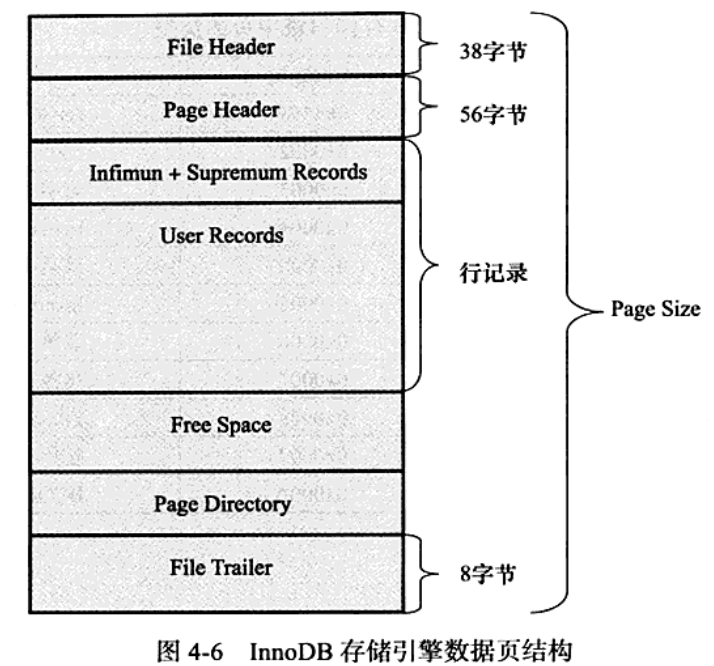 File Header
38字节
Page Header
56字节
Infimun + Supremum Records
User Records
行记录
Page Size
Free Space
Page Directory
File Trailer
8字节
图 4-6 InnoDB 存储引擎数据页结构